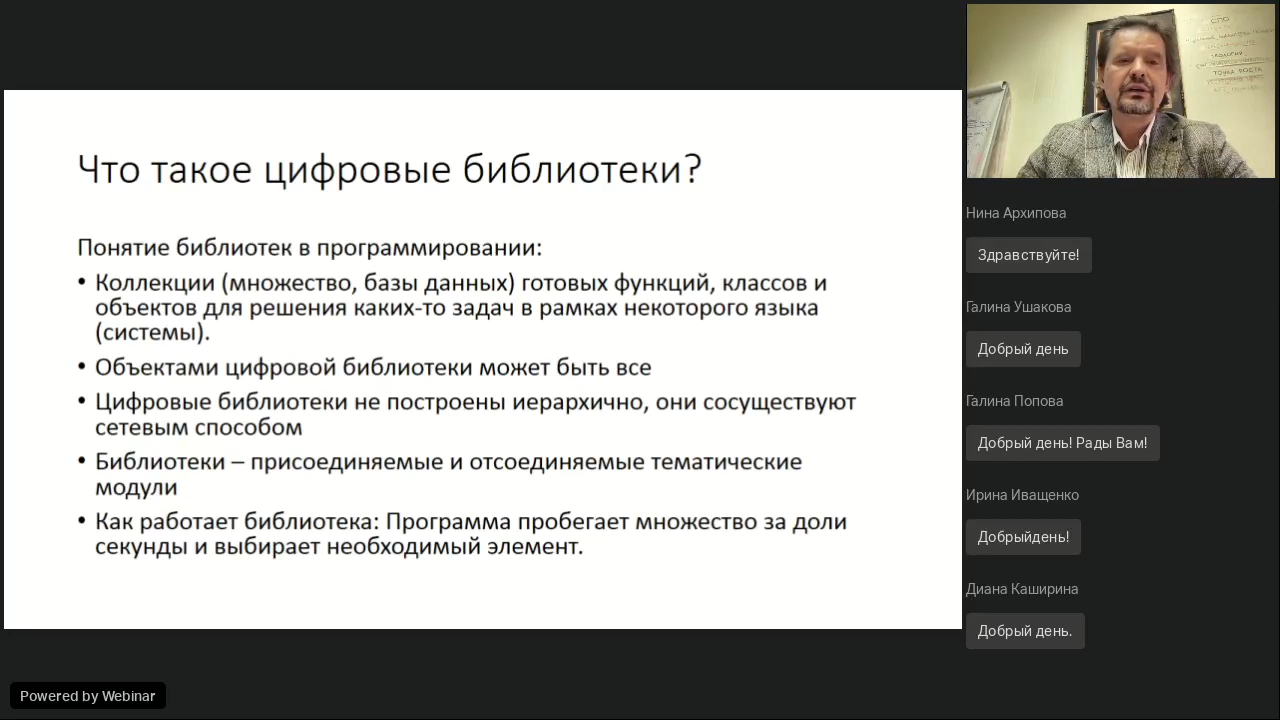 Что такое цифровые библиотеки?
Понятие библиотек в программировании:
• Коллекции (множество, базы данных) готовых функций, классов и
объектов для решения каких-то задач в рамках некоторого языка
(системы).
• Объектами цифровой библиотеки может быть все
• Цифровые библиотеки не построены иерархично, они сосуществуют
сетевым способом
• Библиотеки – присоединяемые и отсоединяемые тематические
модули
• Как работает библиотека: Программа пробегает множество за доли
секунды и выбирает необходимый элемент.
СПО
ТОЧКА РОСТА
Нина Архипова
Здравствуйте!
Галина Ушакова
Добрый день
Галина Попова
Добрый день! Рады Вам!
Ирина Иващенко
Добрыйдень!
Диана Каширина
Добрый день.
Powered by Webinar